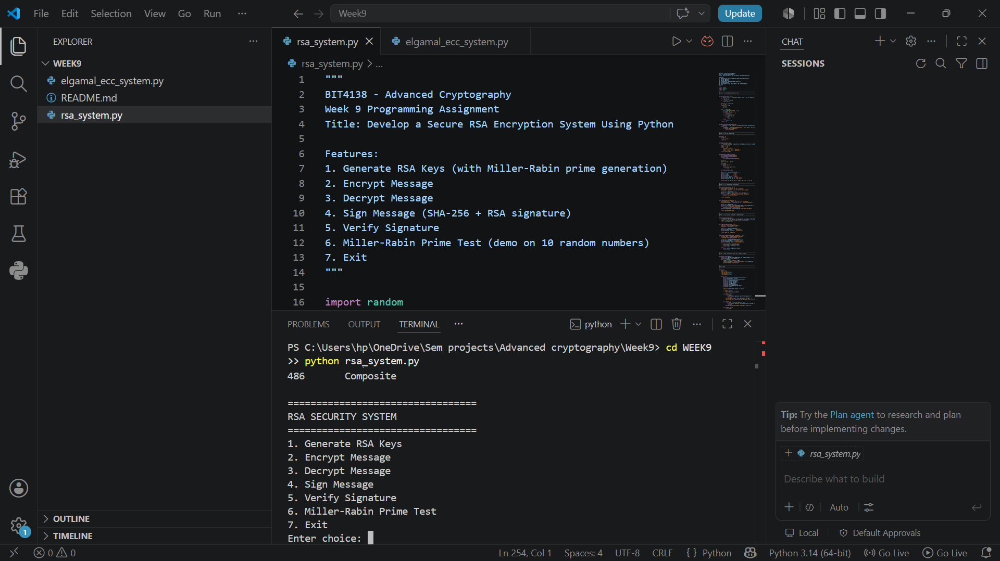 File Edit Selection View Go Run
Week9
Update
EXPLORER
WEEK9
elgamal_ecc_system.py
README.md
rsa_system.py
OUTLINE
TIMELINE
1
rsa_system.py
elgamal_ecc_system.py
rsa_system.py > ...
1 """
2 BIT4138 - Advanced Cryptography
3 Week 9 Programming Assignment
4 Title: Develop a Secure RSA Encryption System Using Python
5
6 Features:
7 1. Generate RSA Keys (with Miller-Rabin prime generation)
8 2. Encrypt Message
9 3. Decrypt Message
10 4. Sign Message (SHA-256 + RSA signature)
11 5. Verify Signature
12 6. Miller-Rabin Prime Test (demo on 10 random numbers)
13 7. Exit
14 """
15
16 import random
PROBLEMS OUTPUT TERMINAL
python
PS C:\Users\hp\OneDrive\Sem projects\Advanced cryptography\Week9> cd WEEK9
>> python rsa_system.py
486 Composite
=================================
RSA SECURITY SYSTEM
=================================
1. Generate RSA Keys
2. Encrypt Message
3. Decrypt Message
4. Sign Message
5. Verify Signature
6. Miller-Rabin Prime Test
7. Exit
Enter choice:
CHAT
SESSIONS
Tip: Try the Plan agent to research and plan
before implementing changes.
rsa_system.py
Describe what to build
Auto
Local Default Approvals
0 0
Ln 254, Col 1 Spaces: 4 UTF-8 CRLF {} Python Python 3.14 (64-bit) Go Live Go Live